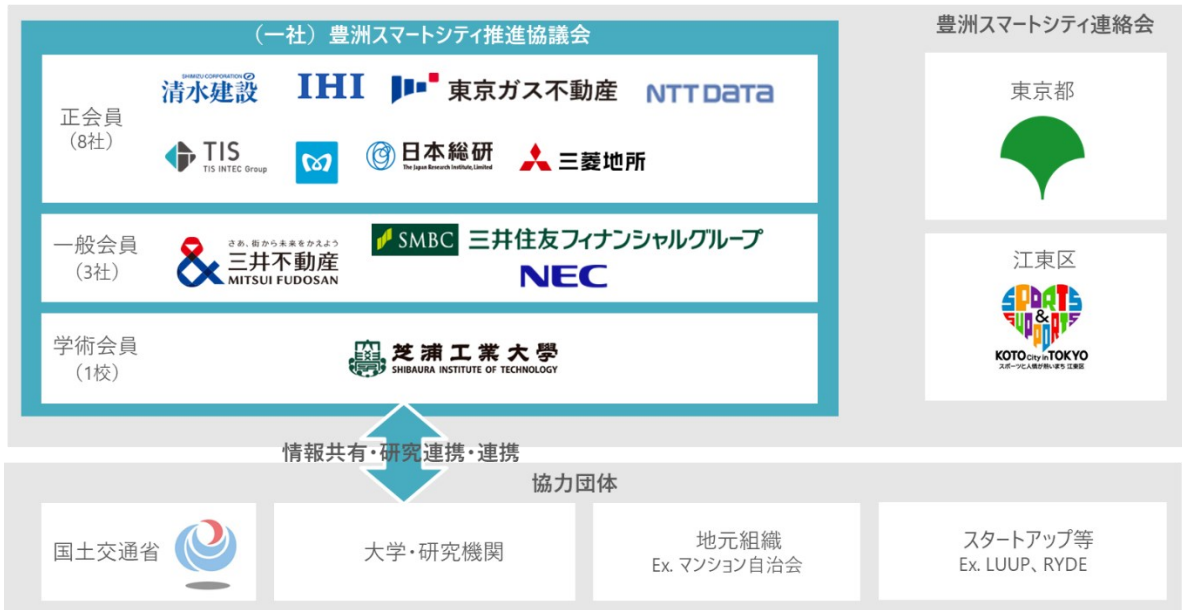 （一社）豊洲スマートシティ推進協議会
豊洲スマートシティ連絡会
正会員
（8社）
SHIMIZU CORPORATION
清水建設
IHI
東京ガス不動産
NTT DATA
TIS
TIS INTEC Group
日本総研
The Japan Research Institute, Limited
三菱地所
一般会員
（3社）
さあ、街から未来をかえよう
三井不動産
MITSUI FUDOSAN
SMBC 三井住友フィナンシャルグループ
NEC
学術会員
（1校）
芝浦工業大學
SHIBAURA INSTITUTE OF TECHNOLOGY
東京都
江東区
SPORTS
&
SUPPORTS
KOTO City in TOKYO
スポーツと人情が熱いまち 江東区
情報共有・研究連携・連携
協力団体
国土交通省
大学・研究機関
地元組織
Ex. マンション自治会
スタートアップ等
Ex. LUUP、RYDE